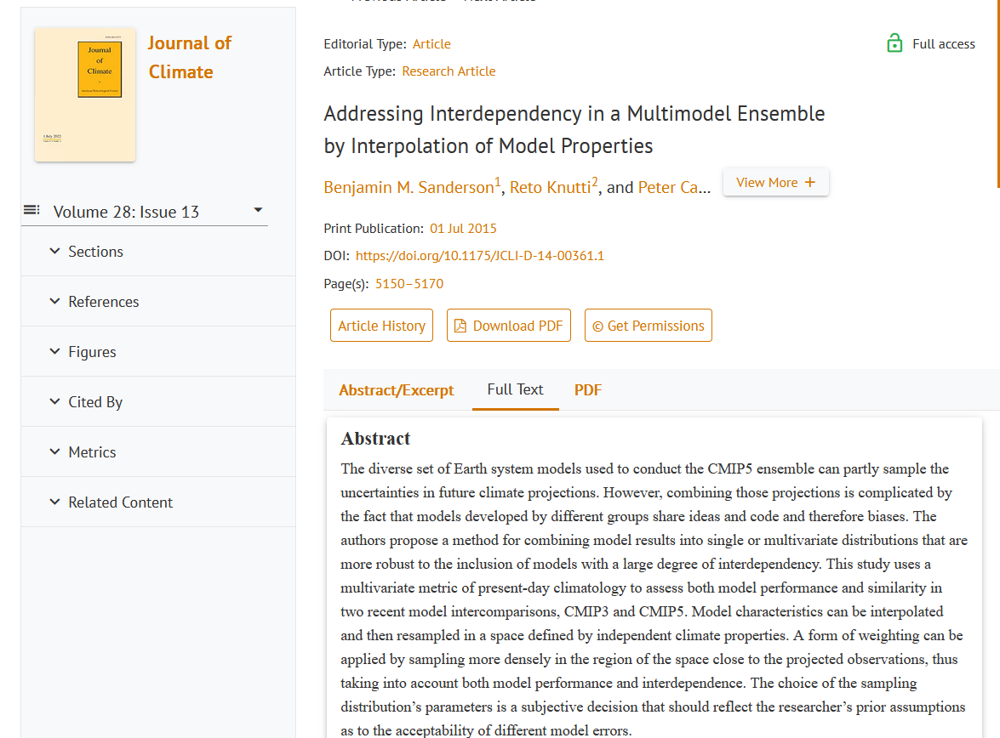 Journal
of
Climate
1 July 2022
Journal of
Climate
Volume 28: Issue 13
Sections
References
Figures
Cited By
Metrics
Related Content
Editorial Type: Article
Full access
Article Type: Research Article
Addressing Interdependency in a Multimodel Ensemble
by Interpolation of Model Properties
Benjamin M. Sanderson1, Reto Knutti2, and Peter Ca...
View More +
Print Publication: 01 Jul 2015
DOI: https://doi.org/10.1175/JCLI-D-14-00361.1
Page(s): 5150–5170
Article History
Download PDF
© Get Permissions
Abstract/Excerpt
Full Text
PDF
Abstract
The diverse set of Earth system models used to conduct the CMIP5 ensemble can partly sample the
uncertainties in future climate projections. However, combining those projections is complicated by
the fact that models developed by different groups share ideas and code and therefore biases. The
authors propose a method for combining model results into single or multivariate distributions that are
more robust to the inclusion of models with a large degree of interdependency. This study uses a
multivariate metric of present-day climatology to assess both model performance and similarity in
two recent model intercomparisons, CMIP3 and CMIP5. Model characteristics can be interpolated
and then resampled in a space defined by independent climate properties. A form of weighting can be
applied by sampling more densely in the region of the space close to the projected observations, thus
taking into account both model performance and interdependence. The choice of the sampling
distribution’s parameters is a subjective decision that should reflect the researcher’s prior assumptions
as to the acceptability of different model errors.